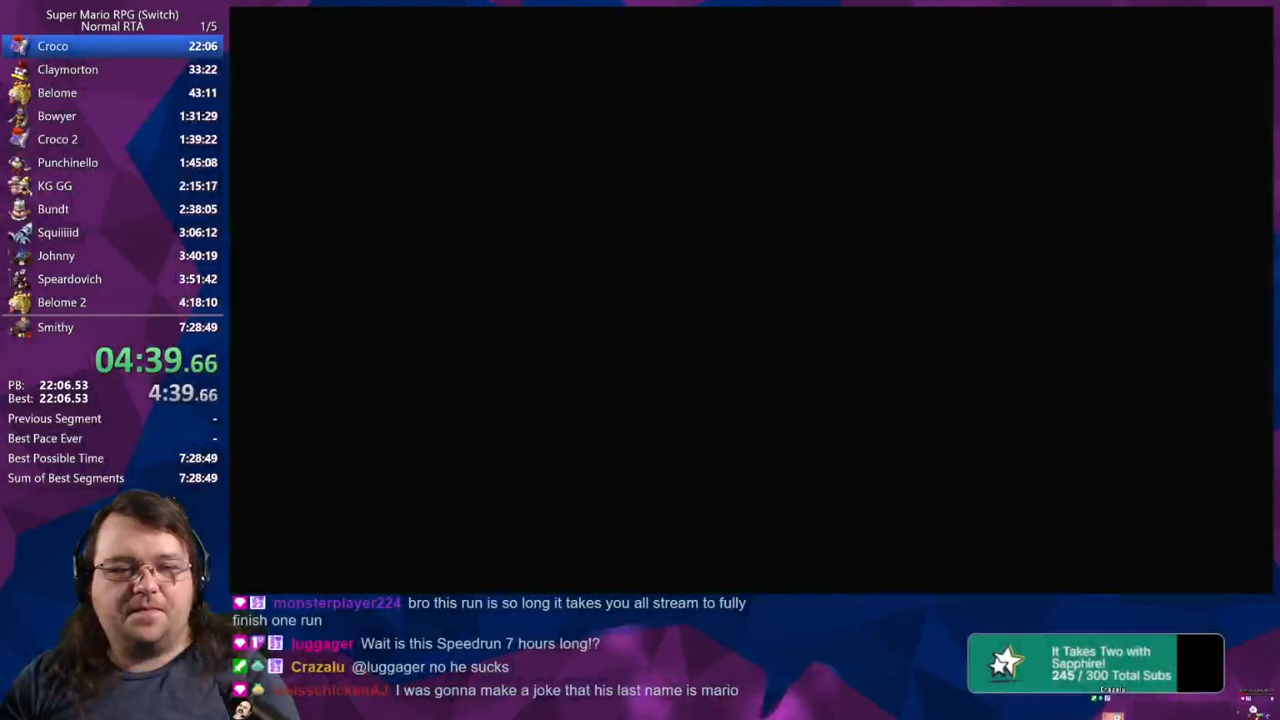 Super Mario RPG (Switch)
Normal RTA 1/5
Croco 22:06
Claymorton 33:22
Belome 43:11
Bowyer 1:31:29
Croco 2 1:39:22
Punchinello 1:45:08
KG GG 2:15:17
Bundt 2:38:05
Squiiiiid 3:06:12
Johnny 3:40:19
Speardovich 3:51:42
Belome 2 4:18:10
Smithy 7:28:49
04:39.66
PB: 22:06.53
Best: 22:06.53 4:39.66
Previous Segment -
Best Pace Ever -
Best Possible Time 7:28:49
Sum of Best Segments 7:28:49
monsterplayer224 bro this run is so long it takes you all stream to fully
finish one run
luggager Wait is this Speedrun 7 hours long!?
Crazalu @luggager no he sucks
I was gonna make a joke that his last name is mario
It Takes Two with
Sapphire!
245 / 300 Total Subs
Crazalu